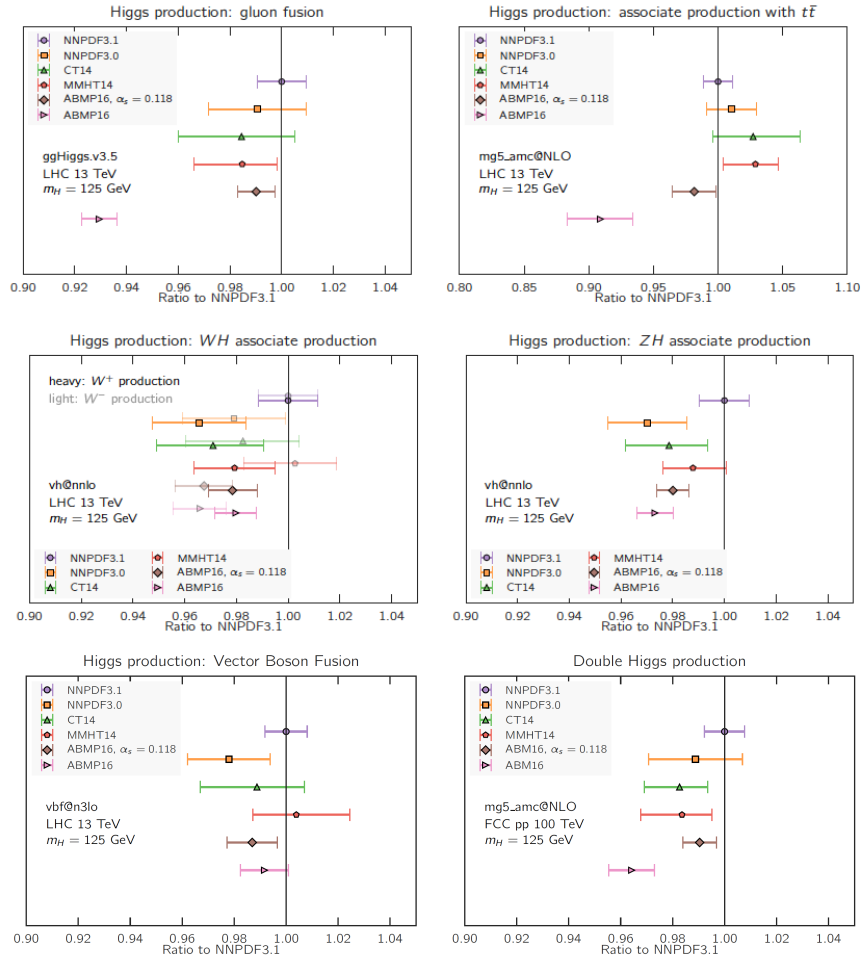 Higgs production: gluon fusion
NNPDF3.1
NNPDF3.0
CT14
MMHT14
ABMP16, αs = 0.118
ABMP16
ggHiggs.v3.5
LHC 13 TeV
mH = 125 GeV
0.90 0.92 0.94 0.96 0.98 1.00 1.02 1.04
Ratio to NNPDF3.1
Higgs production: associate production with tt̄
NNPDF3.1
NNPDF3.0
CT14
MMHT14
ABMP16, αs = 0.118
ABMP16
mg5_amc@NLO
LHC 13 TeV
mH = 125 GeV
0.80 0.85 0.90 0.95 1.00 1.05 1.10
Ratio to NNPDF3.1
Higgs production: WH associate production
heavy: W+ production
light: W− production
vh@nnlo
LHC 13 TeV
mH = 125 GeV
NNPDF3.1
NNPDF3.0
CT14
MMHT14
ABMP16, αs = 0.118
ABMP16
0.90 0.92 0.94 0.96 0.98 1.00 1.02 1.04
Ratio to NNPDF3.1
Higgs production: ZH associate production
vh@nnlo
LHC 13 TeV
mH = 125 GeV
NNPDF3.1
NNPDF3.0
CT14
MMHT14
ABMP16, αs = 0.118
ABMP16
0.90 0.92 0.94 0.96 0.98 1.00 1.02 1.04
Ratio to NNPDF3.1
Higgs production: Vector Boson Fusion
NNPDF3.1
NNPDF3.0
CT14
MMHT14
ABMP16, αs = 0.118
ABMP16
vbf@n3lo
LHC 13 TeV
mH = 125 GeV
0.90 0.92 0.94 0.96 0.98 1.00 1.02 1.04
Ratio to NNPDF3.1
Double Higgs production
NNPDF3.1
NNPDF3.0
CT14
MMHT14
ABM16, αs = 0.118
ABM16
mg5_amc@NLO
FCC pp 100 TeV
mH = 125 GeV
0.90 0.92 0.94 0.96 0.98 1.00 1.02 1.04
Ratio to NNPDF3.1